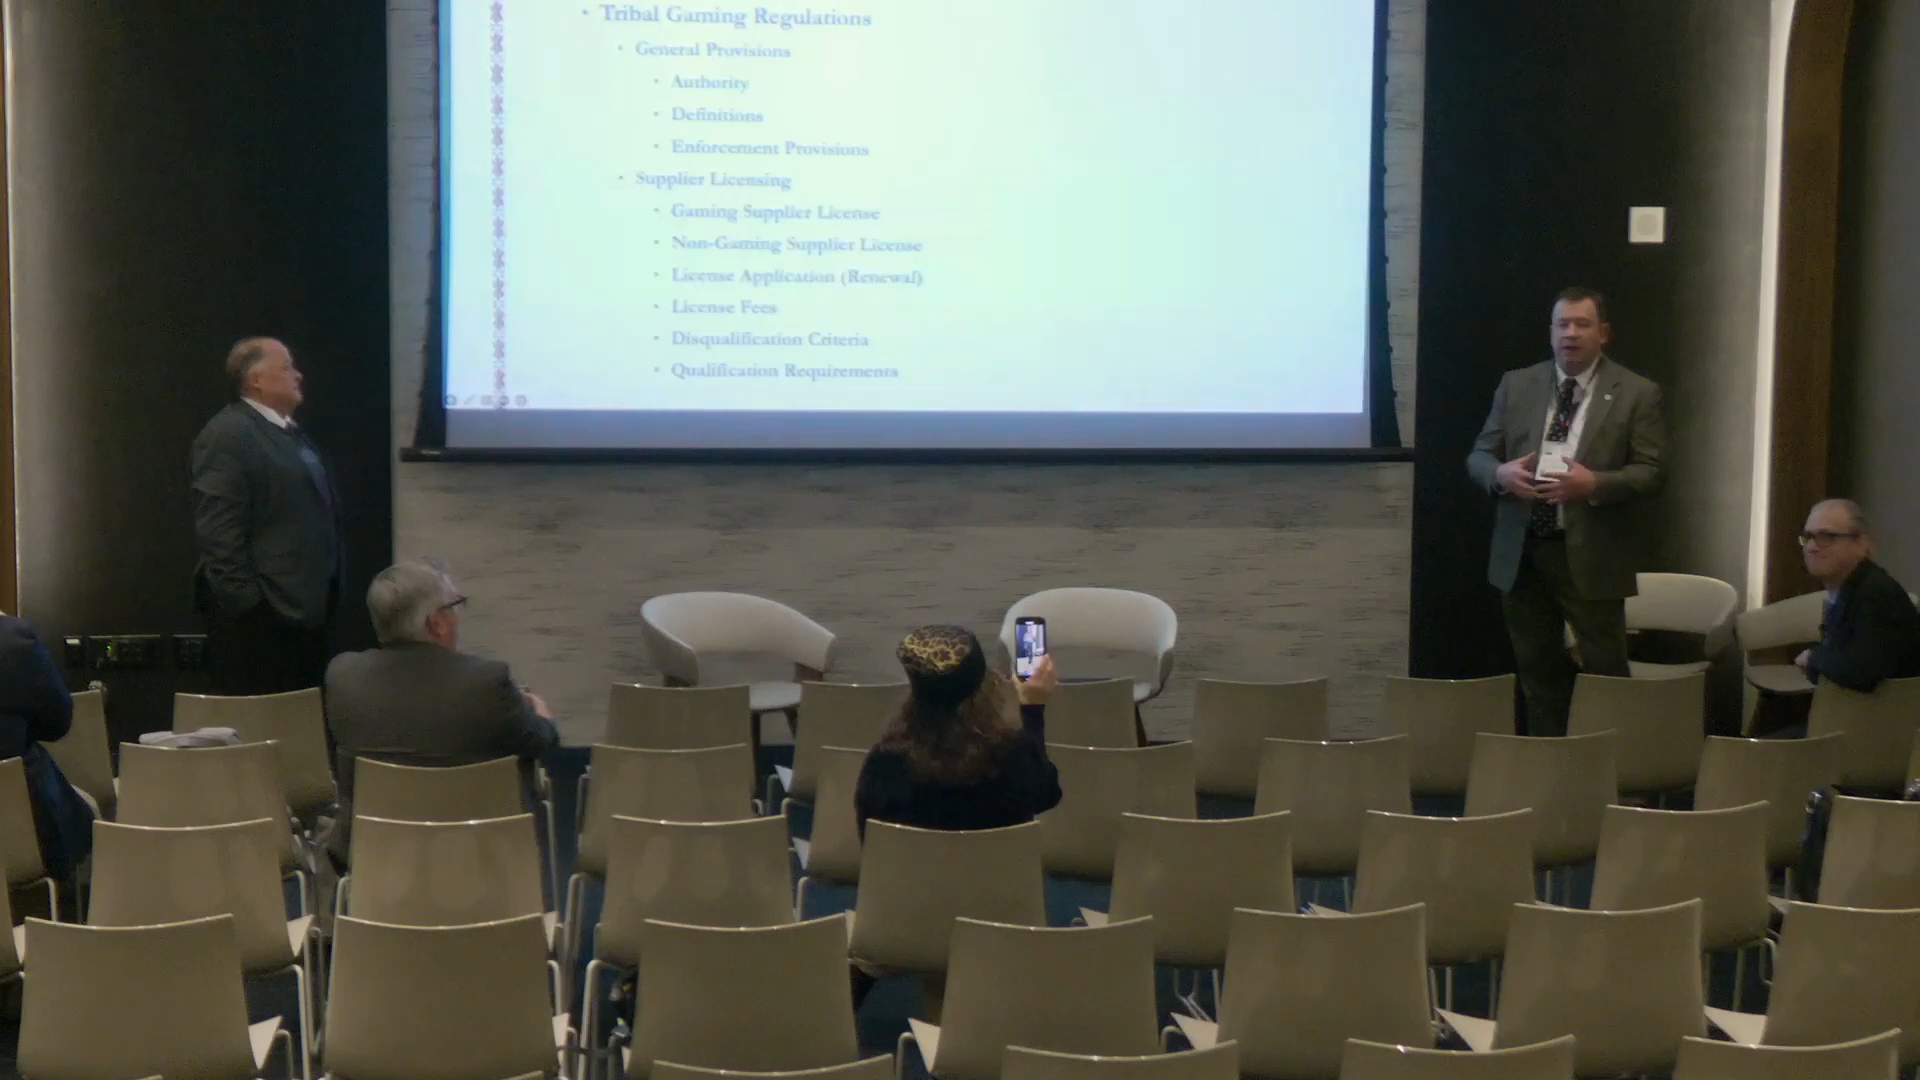 • Tribal Gaming Regulations
• General Provisions
• Authority
• Definitions
• Enforcement Provisions
• Supplier Licensing
• Gaming Supplier License
• Non-Gaming Supplier License
• License Application (Renewal)
• License Fees
• Disqualification Criteria
• Qualification Requirements